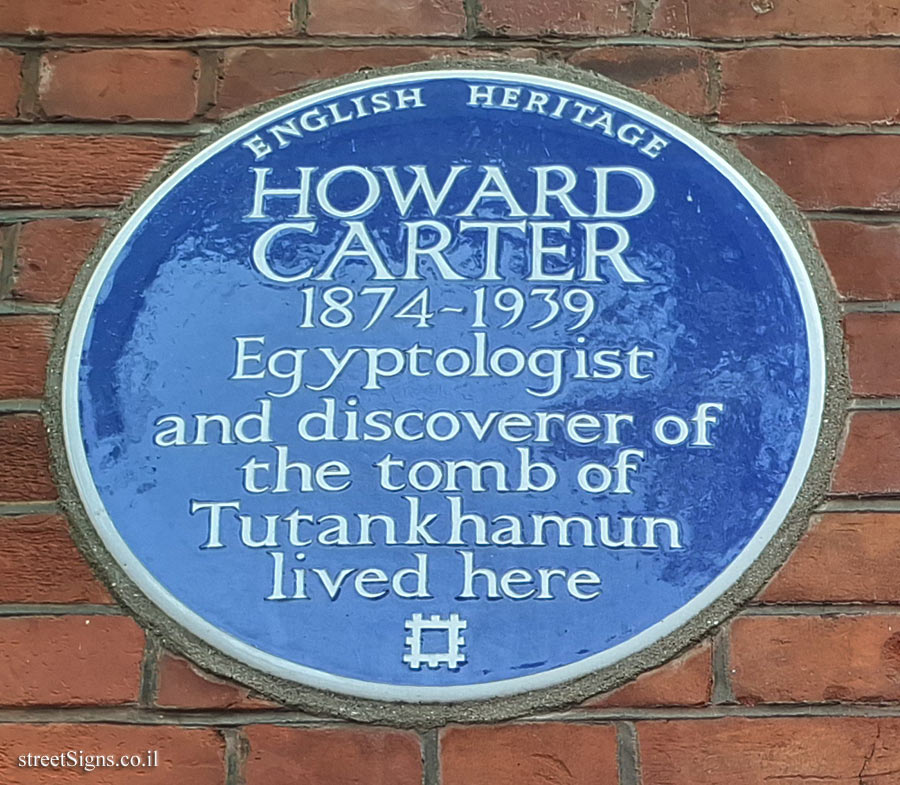 ENGLISH HERITAGE
HOWARD
CARTER
1874-1939
Egyptologist
and discoverer of
the tomb of
Tutankhamun
lived here
streetSigns.co.il